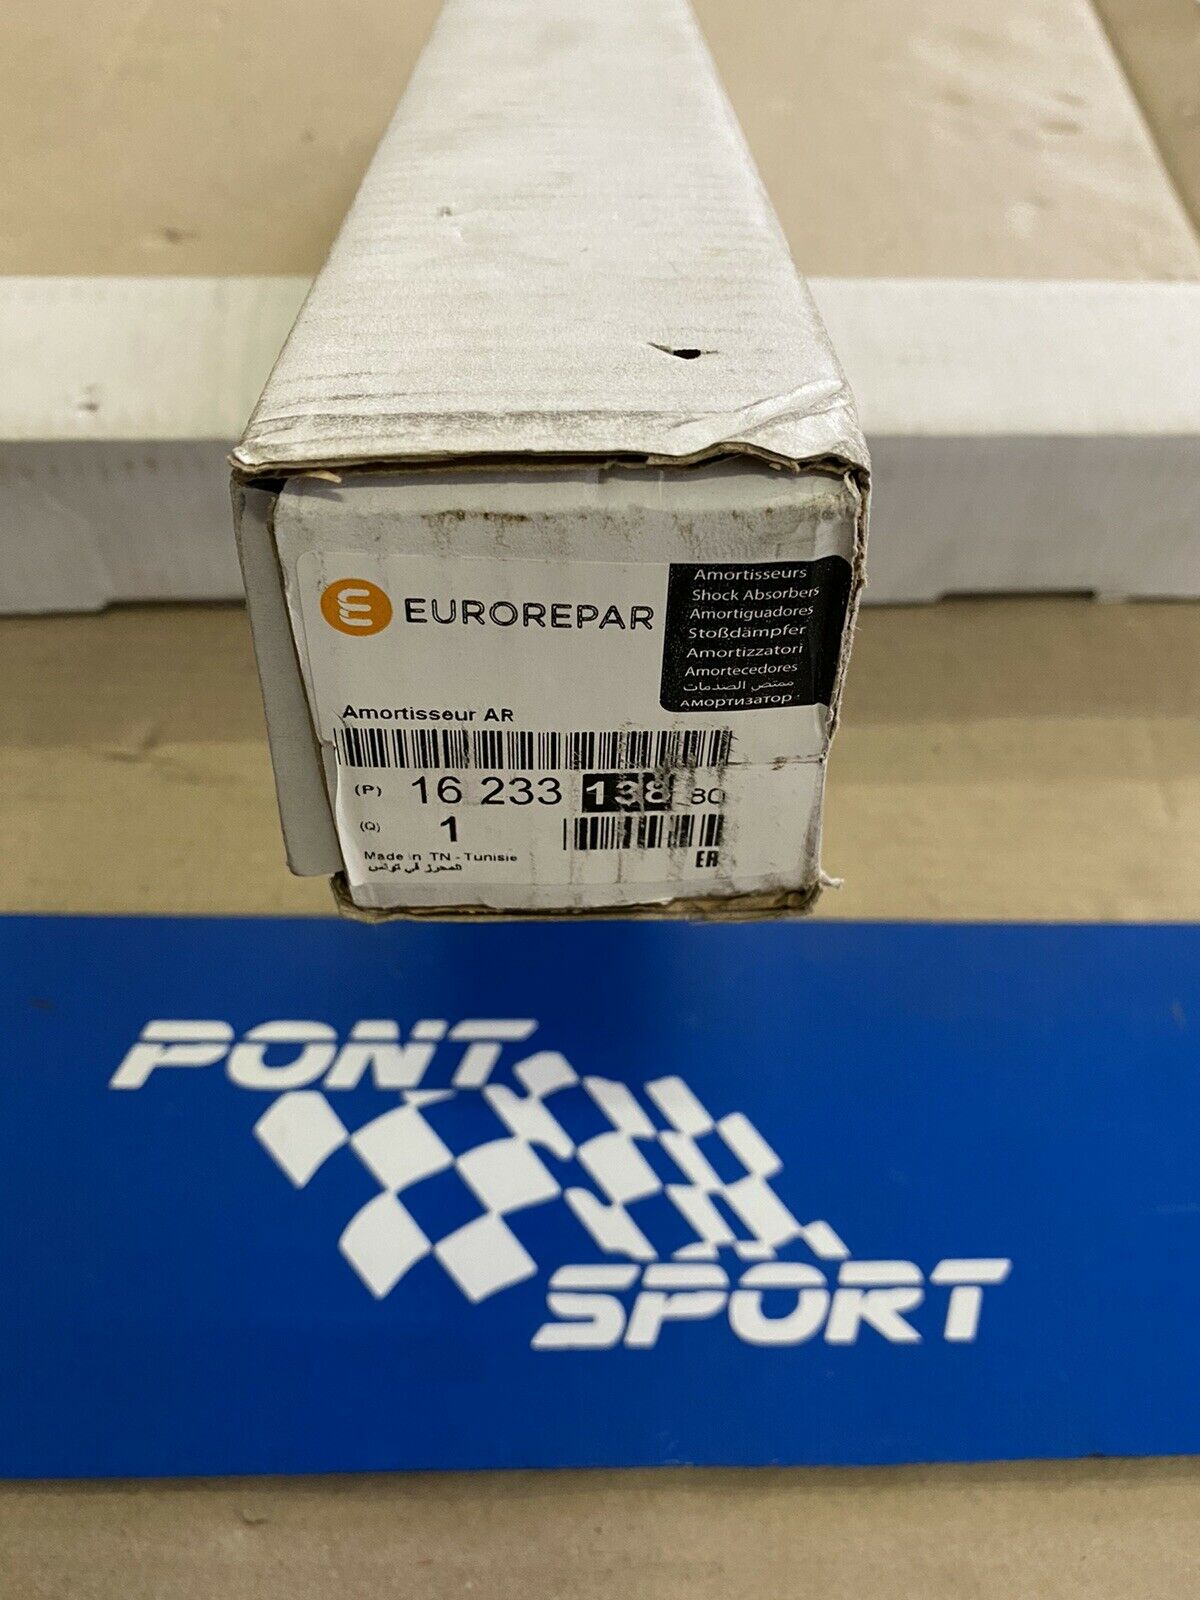 EUROREPAR
Amortisseurs
Shock Absorbers
Amortiguadores
Stoßdämpfer
Amortizzatori
Amortecedores
ممتص الصدمات
Амортизатор
Amortisseur AR
(P) 16 233 138 80
(Q) 1
Made in TN - Tunisie
ER
PONT
SPORT